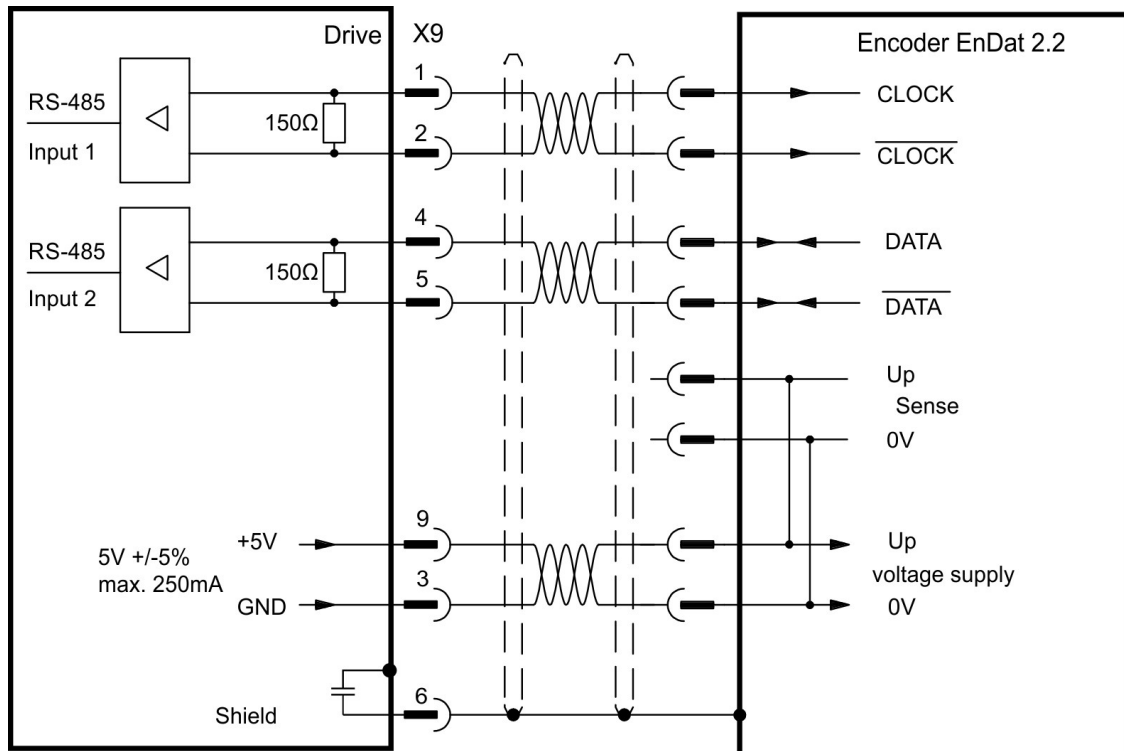 Drive
X9
Encoder EnDat 2.2
RS-485
Input 1
150Ω
1
2
CLOCK
CLOCK
RS-485
Input 2
150Ω
4
5
DATA
DATA
Up
Sense
0V
5V +/-5%
max. 250mA
+5V
GND
9
3
Up
voltage supply
0V
Shield
6